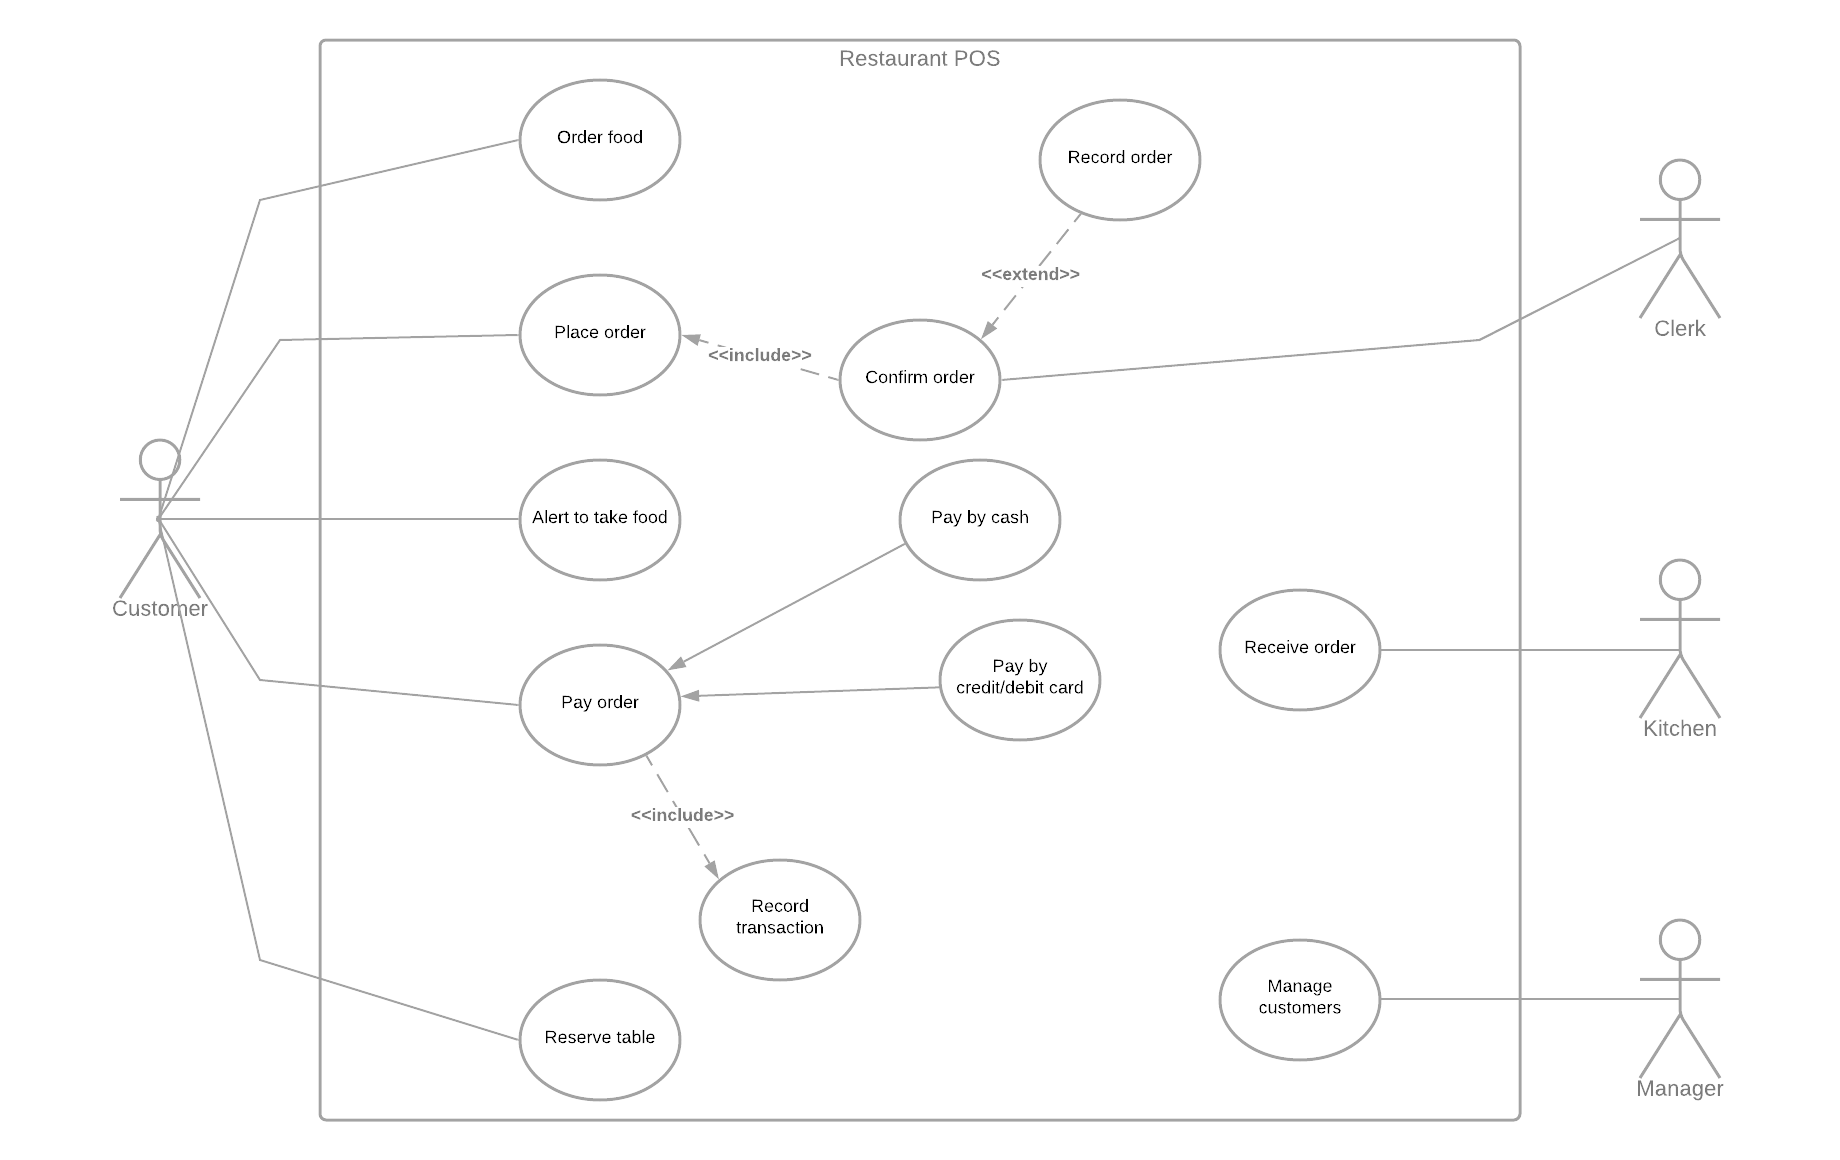 Restaurant POS
Order food
Record order
<<extend>>
Clerk
Place order
<<include>>
Confirm order
Customer
Alert to take food
Pay by cash
Receive order
Kitchen
Pay by
credit/debit card
Pay order
<<include>>
Record
transaction
Manage
customers
Manager
Reserve table